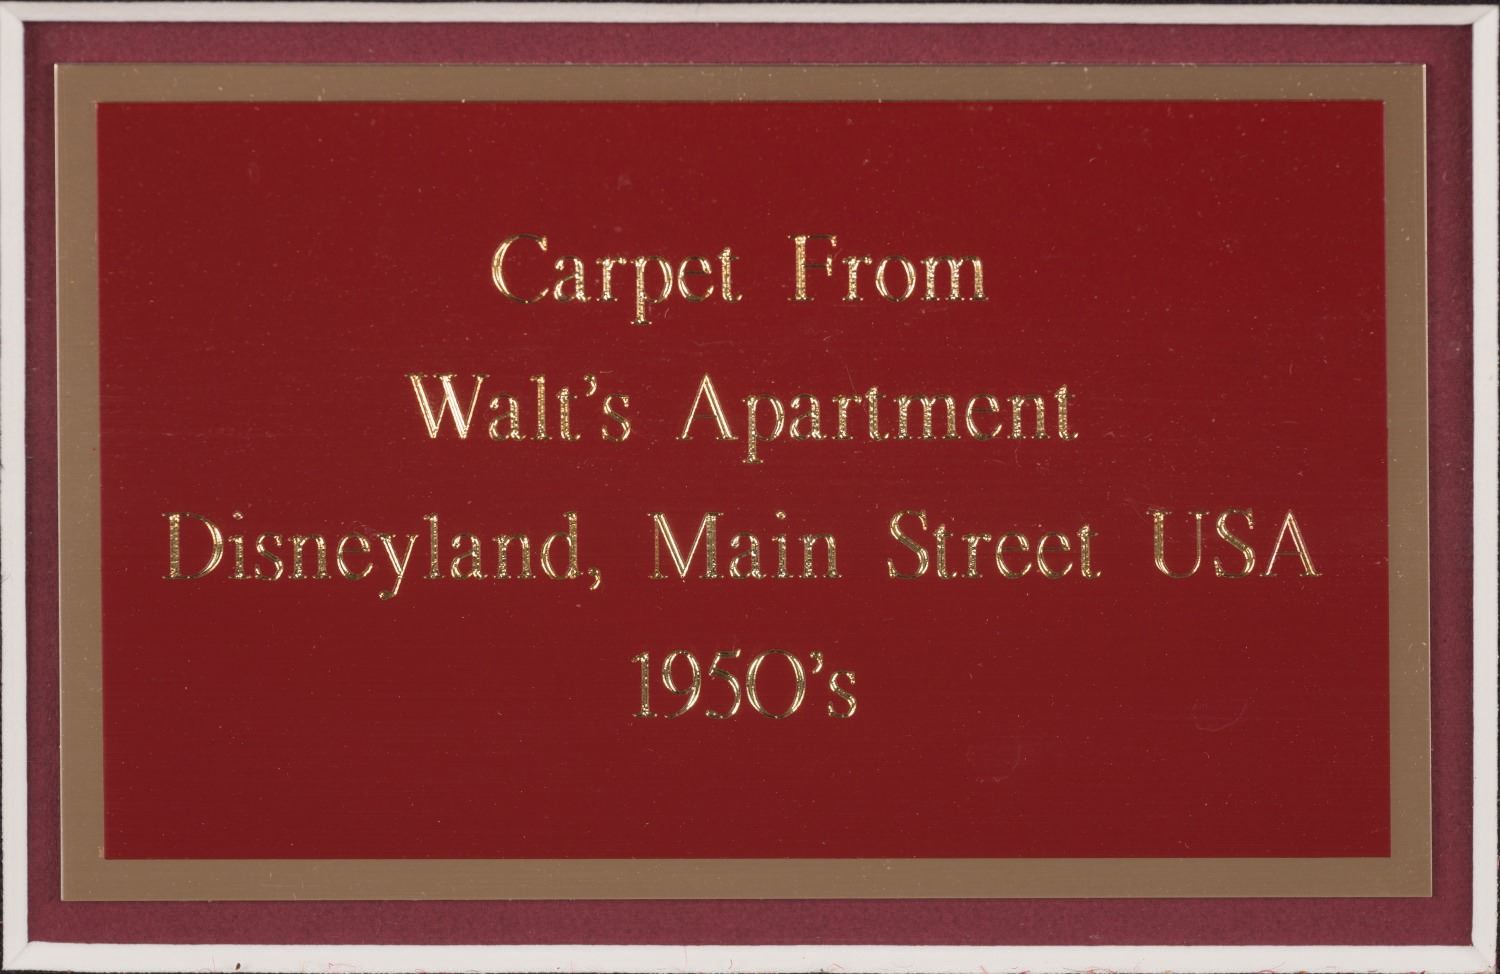 Carpet From
Walt's Apartment
Disneyland, Main Street USA
1950's